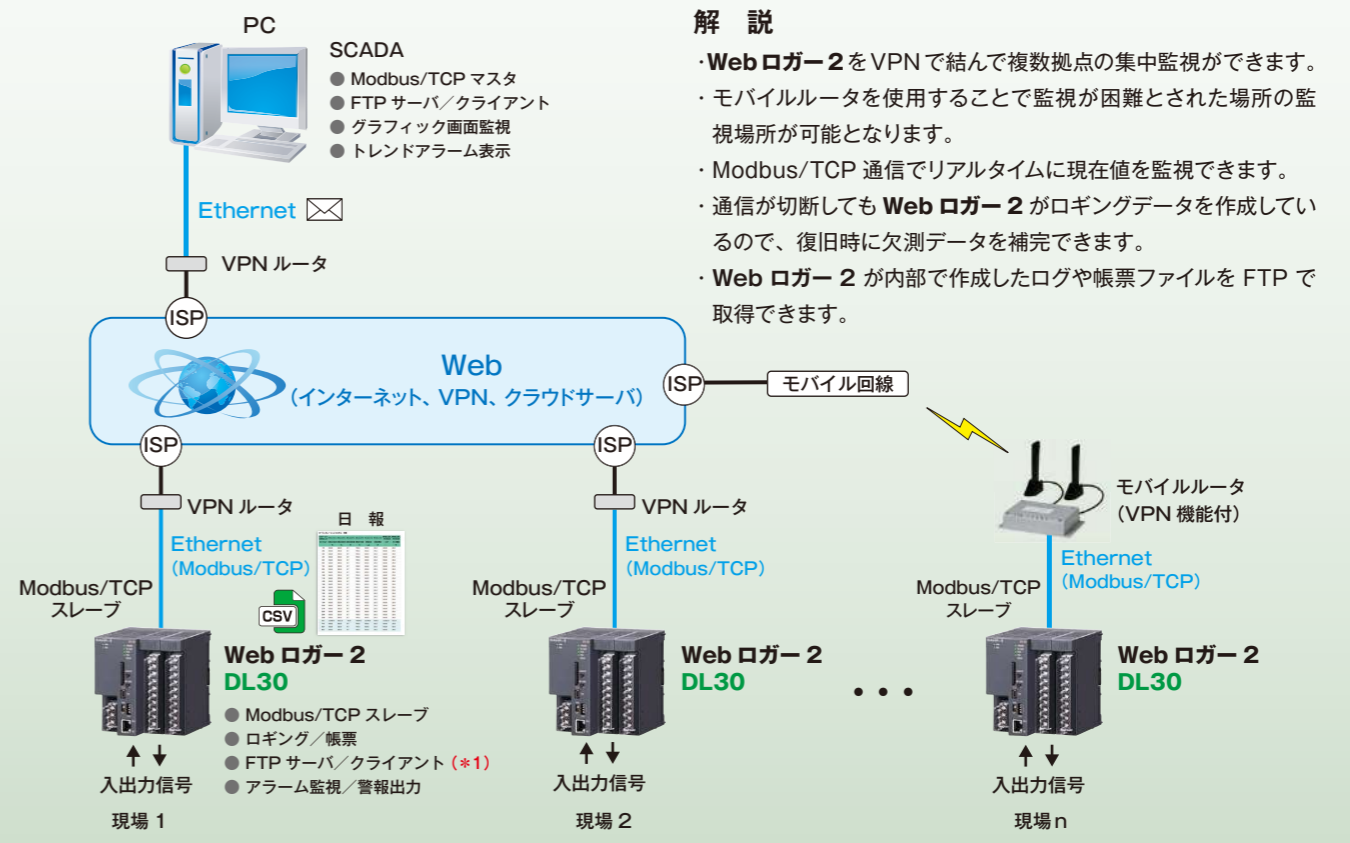 PC
SCADA
● Modbus/TCP マスタ
● FTP サーバ／クライアント
● グラフィック画面監視
● トレンドアラーム表示
解　説
・Web ロガー 2 をVPNで結んで複数拠点の集中監視ができます。
・モバイルルータを使用することで監視が困難とされた場所の監
視場所が可能となります。
・Modbus/TCP 通信でリアルタイムに現在値を監視できます。
・通信が切断しても Web ロガー 2 がロギングデータを作成してい
るので、復旧時に欠測データを補完できます。
・Web ロガー 2 が内部で作成したログや帳票ファイルを FTP で
取得できます。
Ethernet
VPN ルータ
ISP
Web
（インターネット、VPN、クラウドサーバ）
ISP
モバイル回線
ISP
ISP
VPN ルータ
VPN ルータ
モバイルルータ
（VPN 機能付）
日　報
Ethernet
（Modbus/TCP）
Ethernet
（Modbus/TCP）
Ethernet
（Modbus/TCP）
Modbus/TCP
スレーブ
CSV
Modbus/TCP
スレーブ
Modbus/TCP
スレーブ
Web ロガー 2
DL30
● Modbus/TCP スレーブ
● ロギング／帳票
● FTP サーバ／クライアント（＊1）
● アラーム監視／警報出力
Web ロガー 2
DL30
・・・
Web ロガー 2
DL30
入出力信号
入出力信号
入出力信号
現場 1
現場 2
現場 n